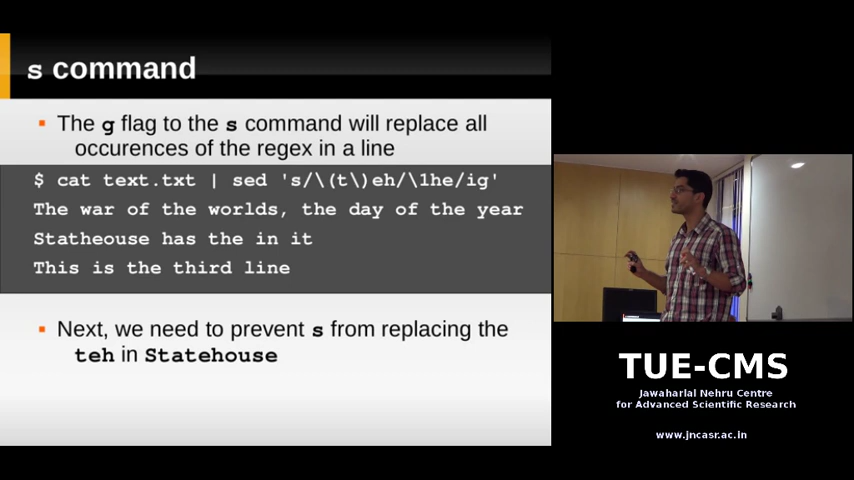 s command
The g flag to the s command will replace all
occurences of the regex in a line
$ cat text.txt | sed 's/\(t\)eh/\1he/ig'
The war of the worlds, the day of the year
Statheouse has the in it
This is the third line
Next, we need to prevent s from replacing the
teh in Statehouse
TUE-CMS
Jawaharlal Nehru Centre
for Advanced Scientific Research
www.jncasr.ac.in